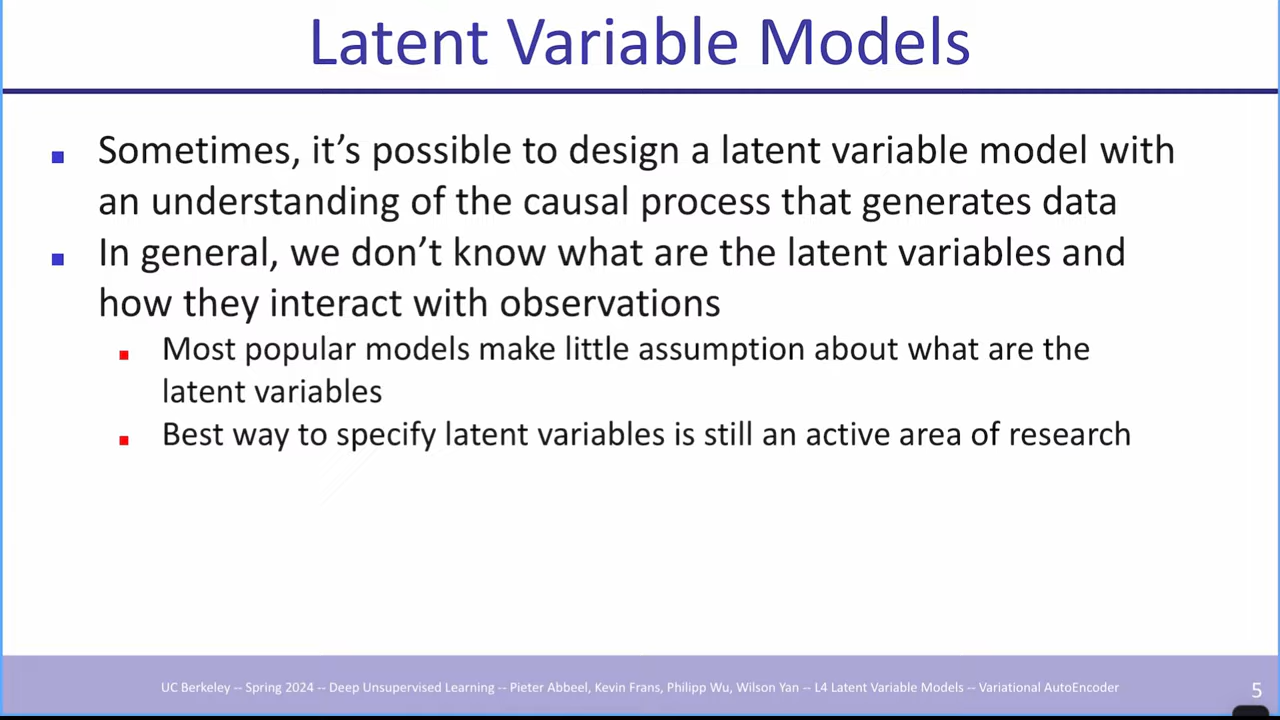 Latent Variable Models
Sometimes, it's possible to design a latent variable model with
an understanding of the causal process that generates data
In general, we don't know what are the latent variables and
how they interact with observations
Most popular models make little assumption about what are the
latent variables
Best way to specify latent variables is still an active area of research
UC Berkeley -- Spring 2024 -- Deep Unsupervised Learning -- Pieter Abbeel, Kevin Frans, Philipp Wu, Wilson Yan -- L4 Latent Variable Models -- Variational AutoEncoder
5